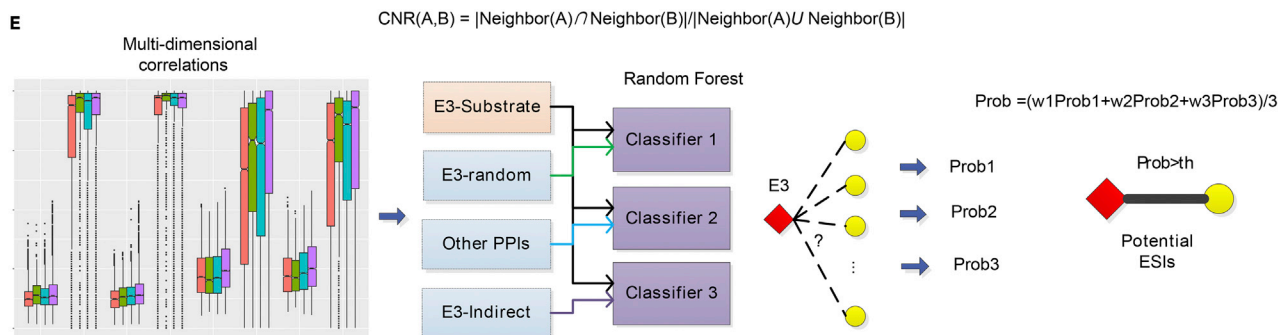 E
CNR(A,B) = |Neighbor(A)∩Neighbor(B)|/|Neighbor(A)U Neighbor(B)|
Multi-dimensional
correlations
Random Forest
E3-Substrate
E3-random
Other PPIs
E3-Indirect
Classifier 1
Classifier 2
Classifier 3
E3
?
...
Prob1
Prob2
Prob3
Prob =(w1Prob1+w2Prob2+w3Prob3)/3
Prob>th
Potential
ESIs